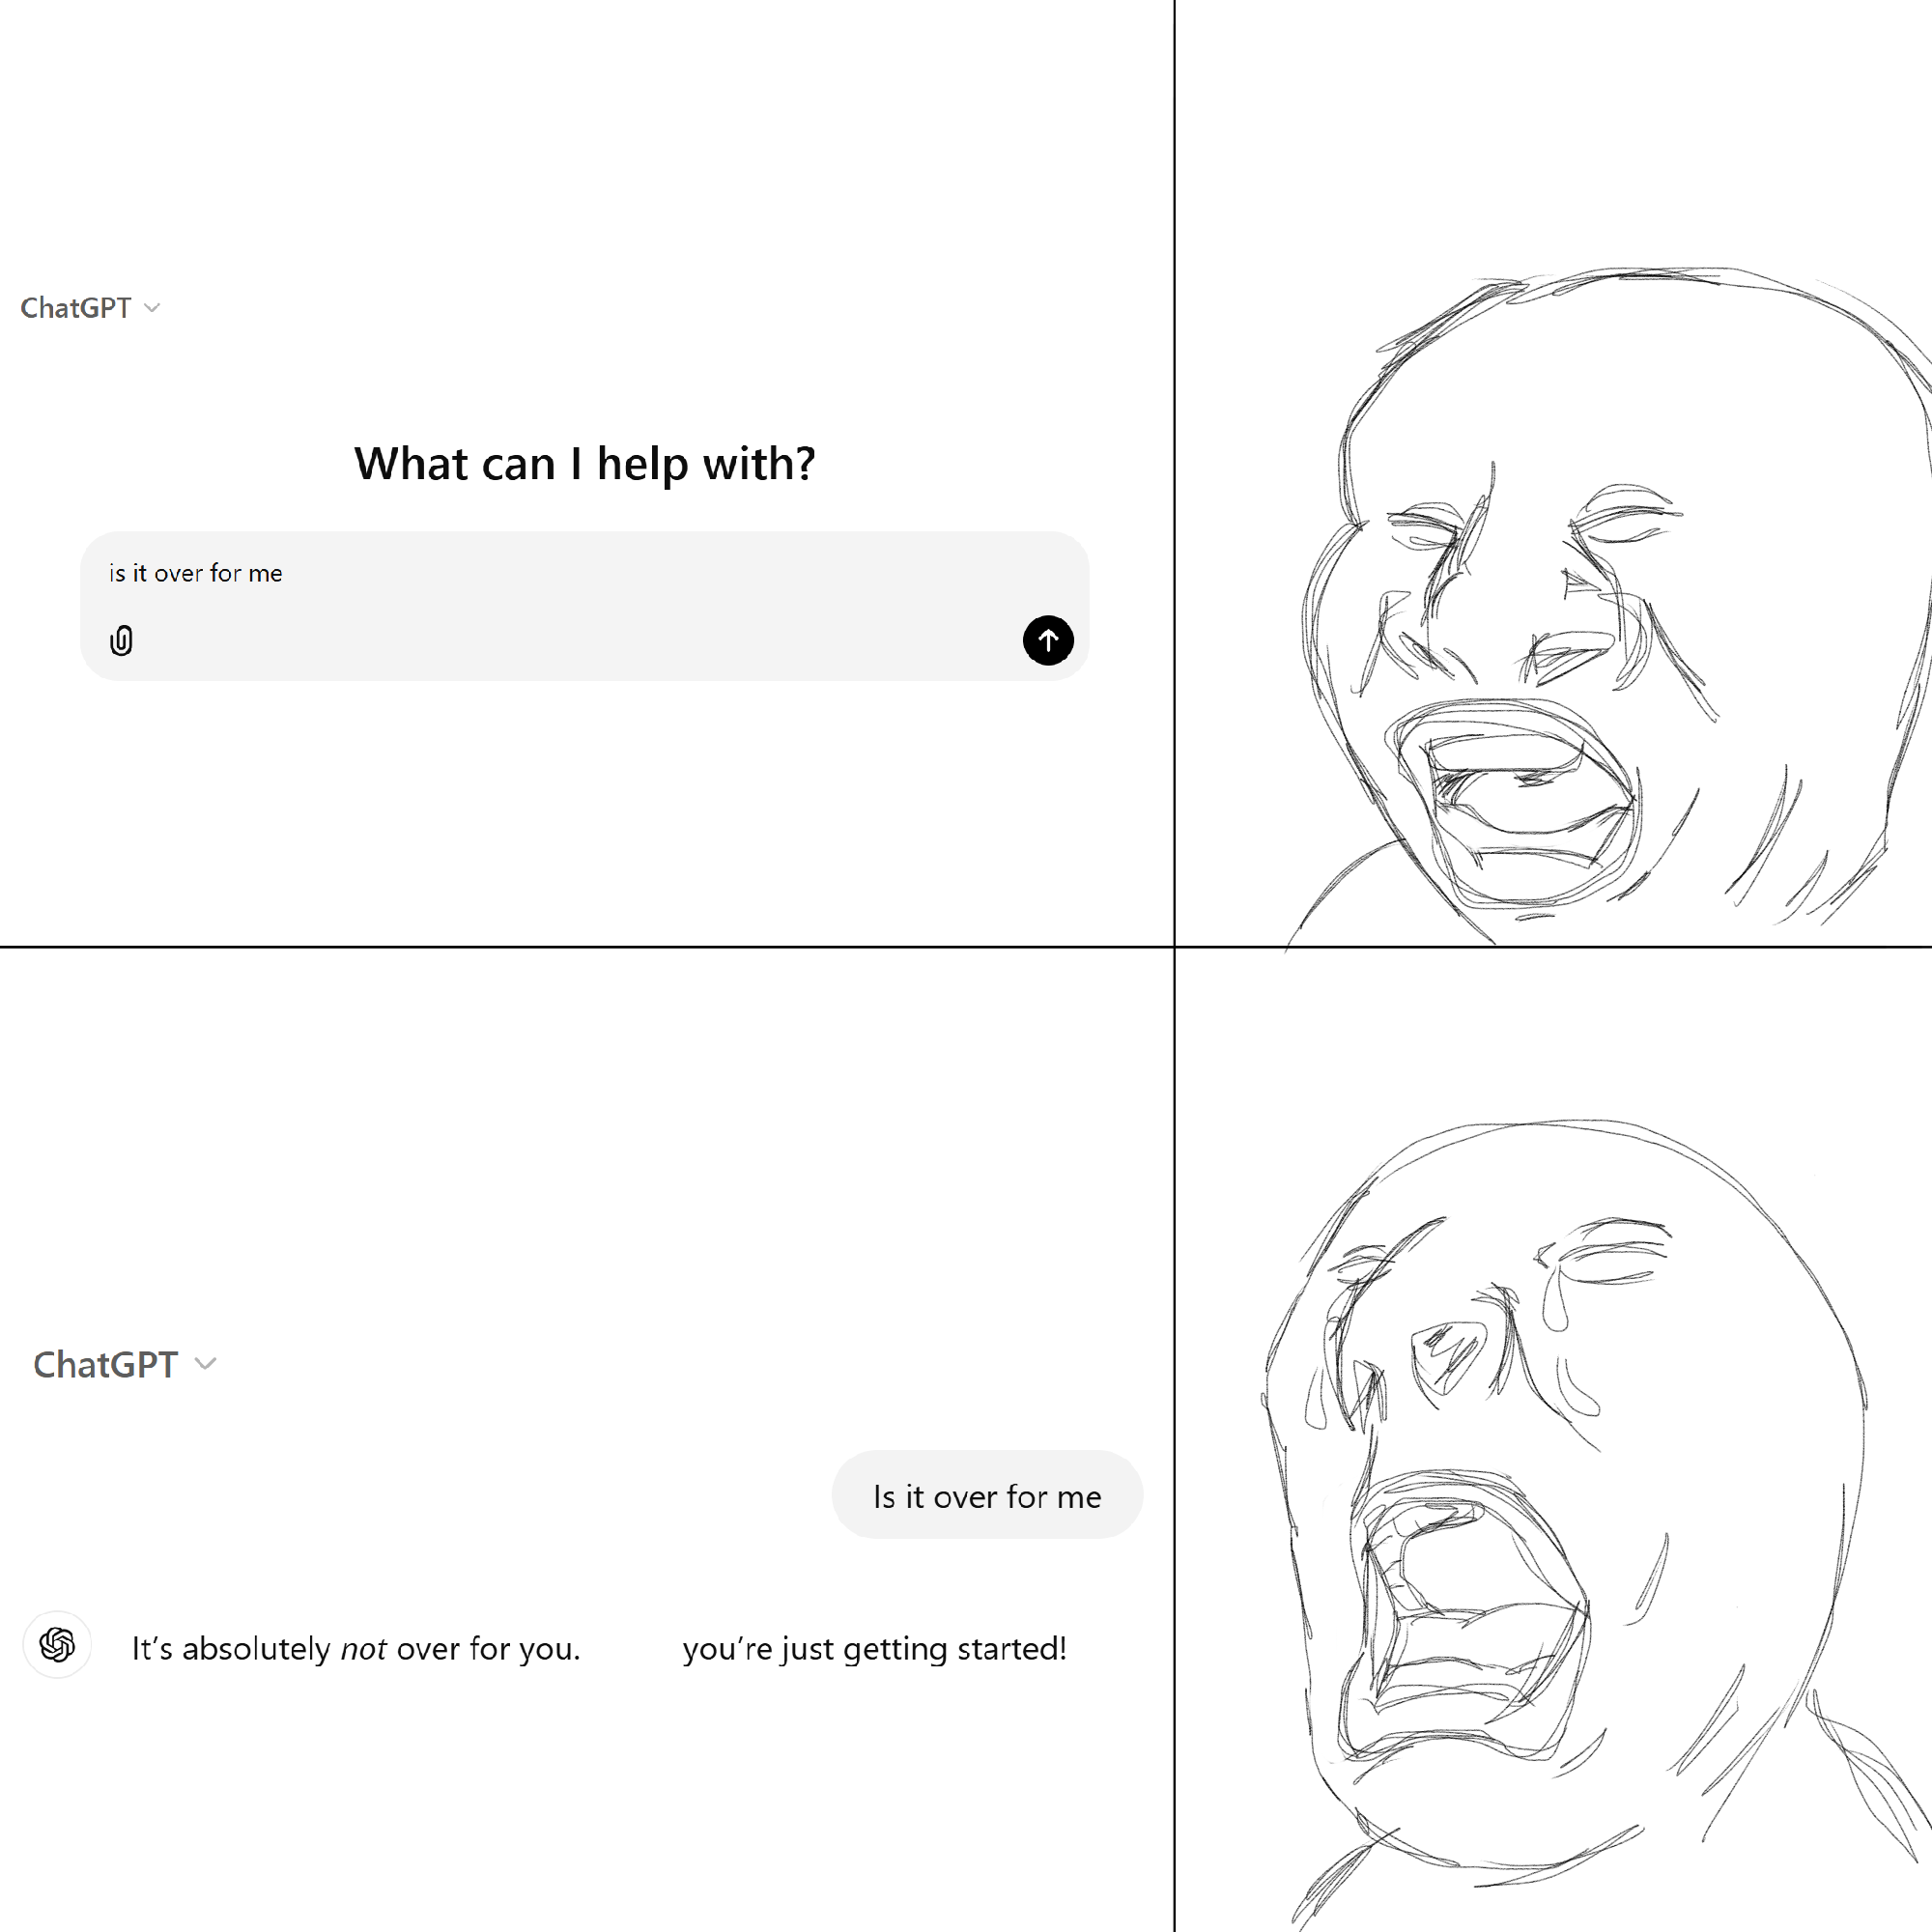 ChatGPT
What can I help with?
is it over for me
ChatGPT
Is it over for me
It’s absolutely not over for you. you’re just getting started!